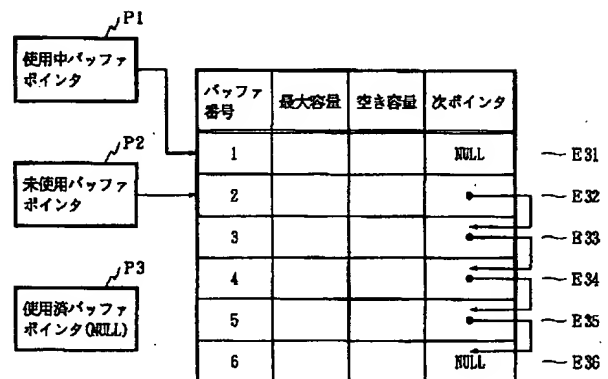 P1
使用中バッファ
ポインタ
P2
未使用バッファ
ポインタ
P3
使用済バッファ
ポインタ(NULL)
バッファ
番号
最大容量
空き容量
次ポインタ
1
NULL
E31
2
E32
3
E33
4
E34
5
E35
6
NULL
E36